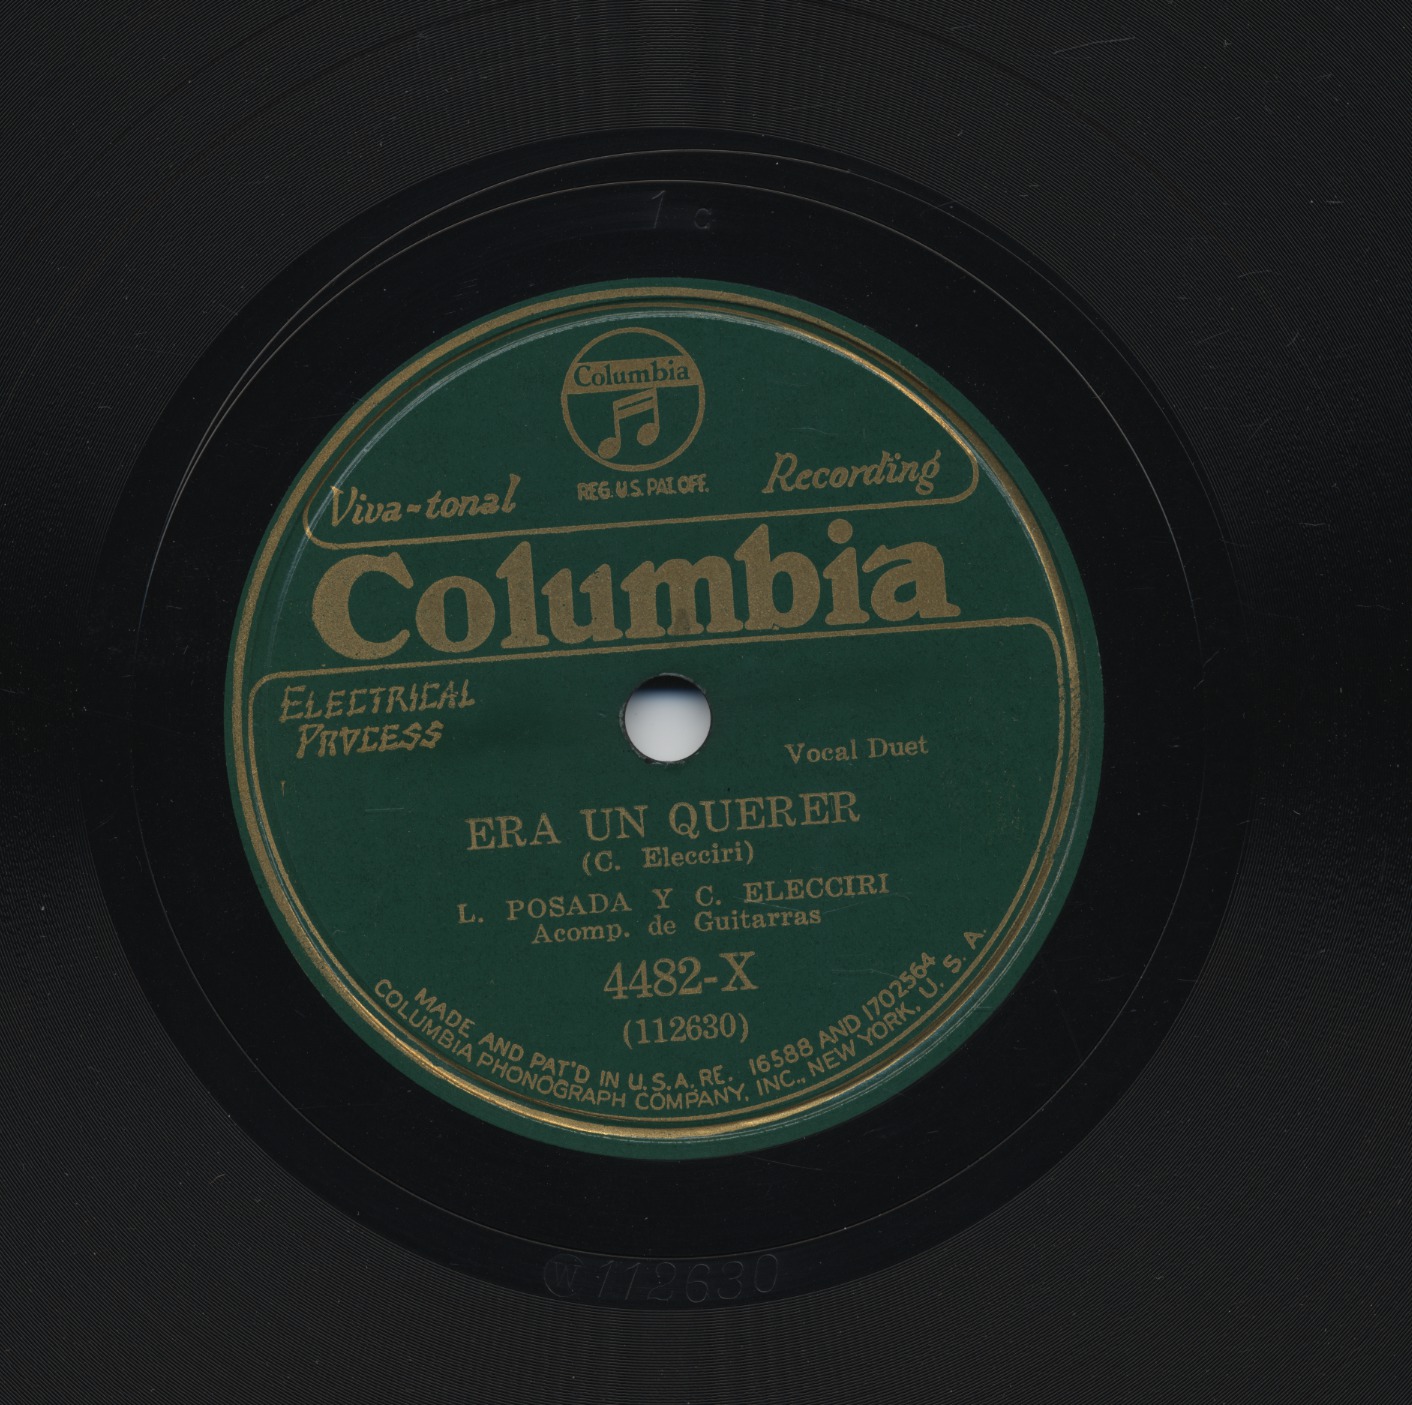 1 C
Columbia
REG. U.S. PAT. OFF.
Viva-tonal Recording
Columbia
ELECTRICAL
PROCESS
Vocal Duet
ERA UN QUERER
(C. Elecciri)
L. POSADA Y C. ELECCIRI
Acomp. de Guitarras
4482-X
(112630)
MADE AND PAT'D IN U.S.A. RE. 16588 AND 1702564
COLUMBIA PHONOGRAPH COMPANY, INC., NEW YORK, U. S. A.
W 112630